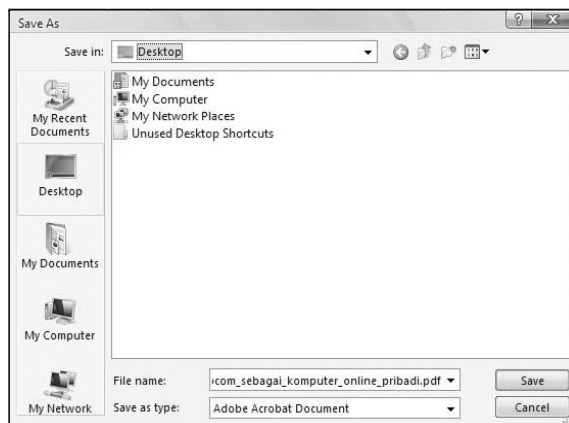 Save As
Save in:
Desktop
My Recent
Documents
Desktop
My Documents
My Computer
My Network
My Documents
My Computer
My Network Places
Unused Desktop Shortcuts
File name:
com_sebagai_komputer_online_pribadi.pdf
Save
Save as type:
Adobe Acrobat Document
Cancel